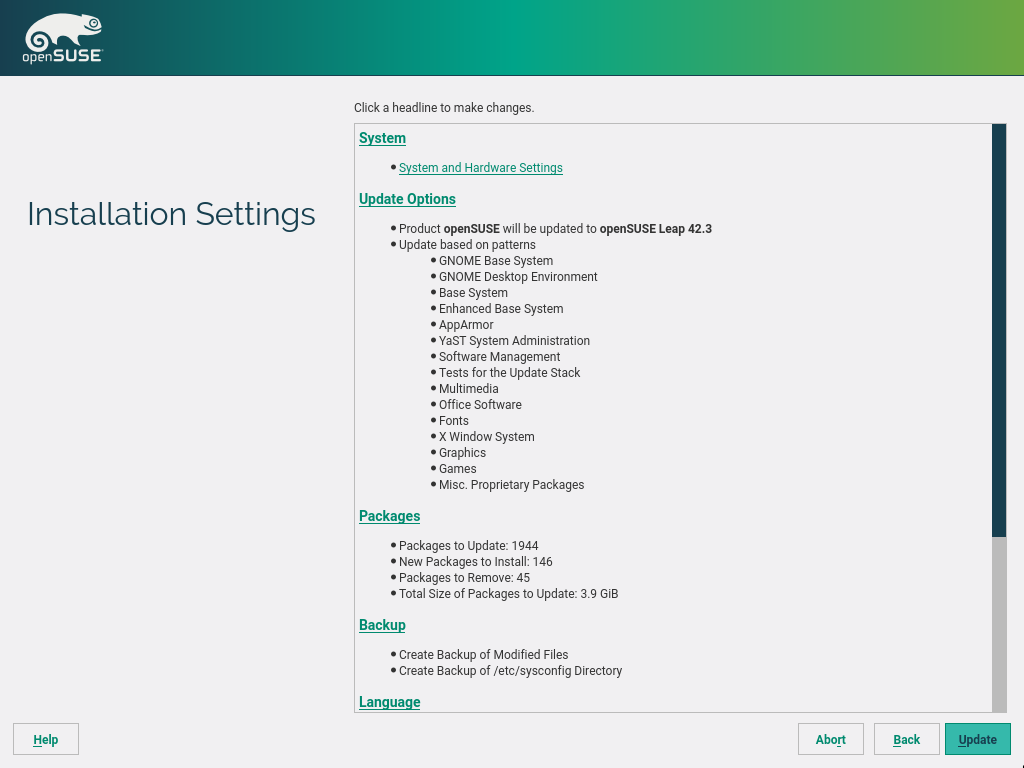 openSUSE
Click a headline to make changes.
Installation Settings
System
System and Hardware Settings
Update Options
Product openSUSE will be updated to openSUSE Leap 42.3
Update based on patterns
GNOME Base System
GNOME Desktop Environment
Base System
Enhanced Base System
AppArmor
YaST System Administration
Software Management
Tests for the Update Stack
Multimedia
Office Software
Fonts
X Window System
Graphics
Games
Misc. Proprietary Packages
Packages
Packages to Update: 1944
New Packages to Install: 146
Packages to Remove: 45
Total Size of Packages to Update: 3.9 GiB
Backup
Create Backup of Modified Files
Create Backup of /etc/sysconfig Directory
Language
Help
Abort
Back
Update